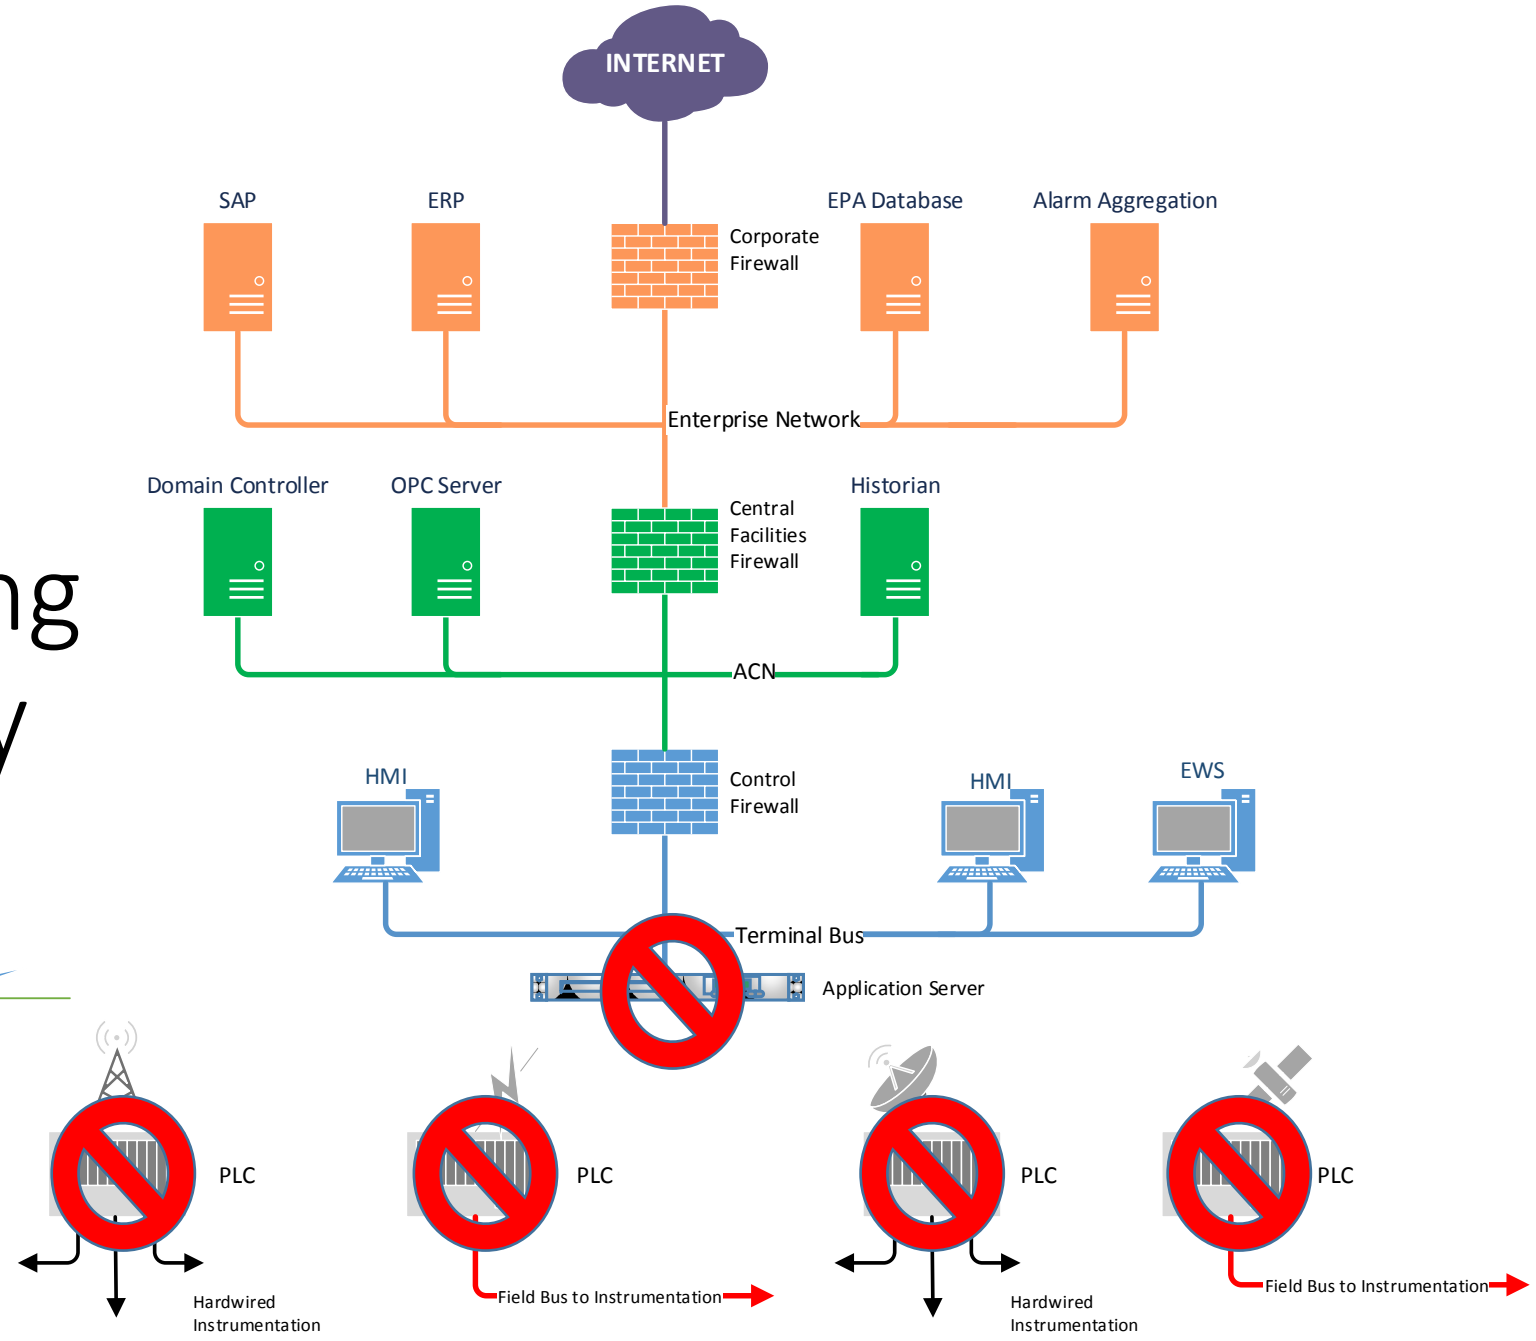 INTERNET
SAP
ERP
EPA Database
Alarm Aggregation
Corporate
Firewall
Enterprise Network
Domain Controller
OPC Server
Historian
Central
Facilities
Firewall
ng
y
ACN
HMI
Control
Firewall
HMI
EWS
Terminal Bus
Application Server
PLC
PLC
PLC
PLC
Hardwired
Instrumentation
Field Bus to Instrumentation
Hardwired
Instrumentation
Field Bus to Instrumentation